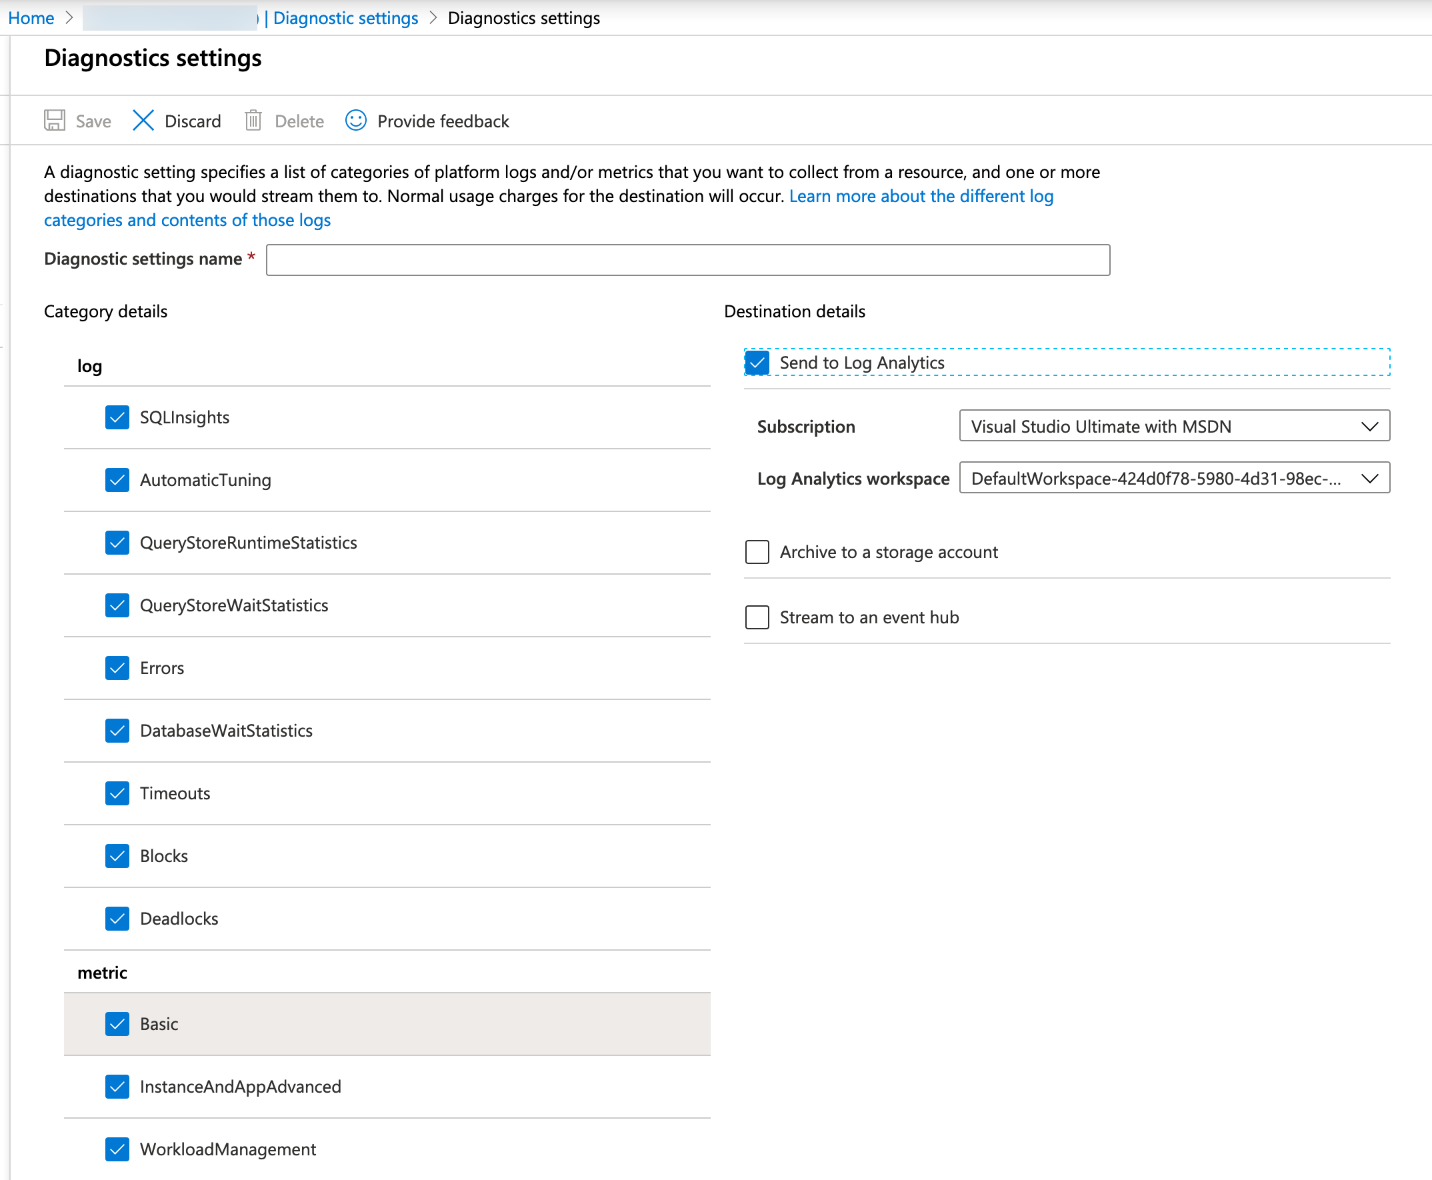 Home > ) | Diagnostic settings > Diagnostics settings
Diagnostics settings
Save Discard Delete Provide feedback
A diagnostic setting specifies a list of categories of platform logs and/or metrics that you want to collect from a resource, and one or more
destinations that you would stream them to. Normal usage charges for the destination will occur. Learn more about the different log
categories and contents of those logs
Diagnostic settings name *
Category details
log
SQLInsights
AutomaticTuning
QueryStoreRuntimeStatistics
QueryStoreWaitStatistics
Errors
DatabaseWaitStatistics
Timeouts
Blocks
Deadlocks
metric
Basic
InstanceAndAppAdvanced
WorkloadManagement
Destination details
Send to Log Analytics
Subscription Visual Studio Ultimate with MSDN
Log Analytics workspace DefaultWorkspace-424d0f78-5980-4d31-98ec-...
Archive to a storage account
Stream to an event hub